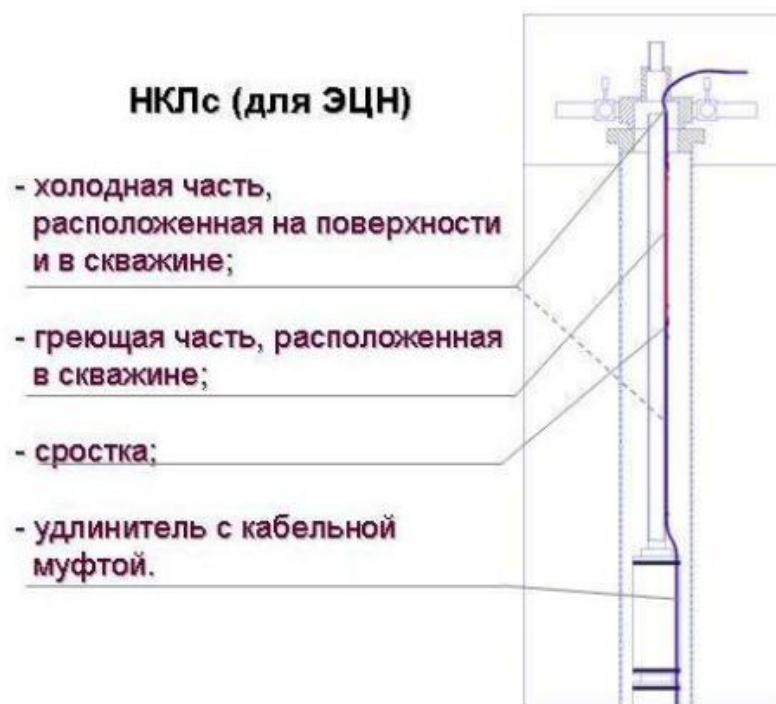 НКЛс (для ЭЦН)
- холодная часть,
расположенная на поверхности
и в скважине;
- греющая часть, расположенная
в скважине;
- сростка;
- удлинитель с кабельной
муфтой.